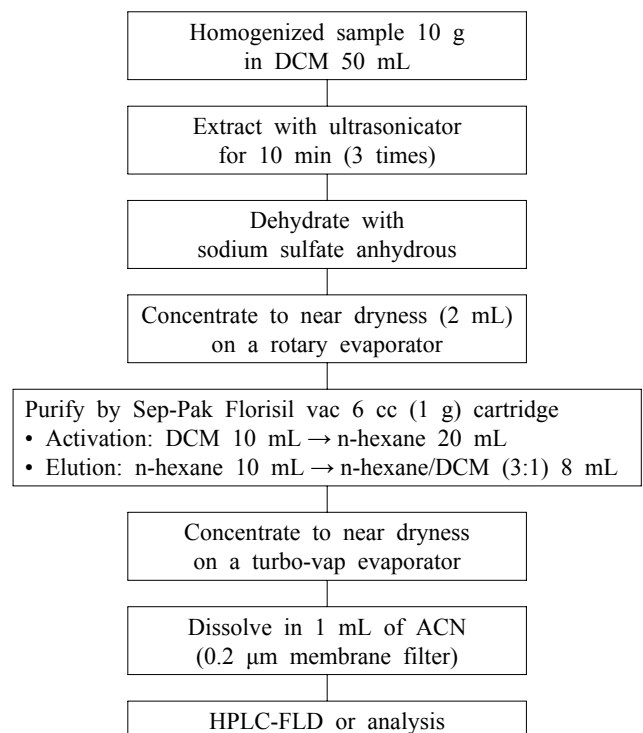 Homogenized sample 10 g
in DCM 50 mL
Extract with ultrasonicator
for 10 min (3 times)
Dehydrate with
sodium sulfate anhydrous
Concentrate to near dryness (2 mL)
on a rotary evaporator
Purify by Sep-Pak Florisil vac 6 cc (1 g) cartridge
• Activation: DCM 10 mL → n-hexane 20 mL
• Elution: n-hexane 10 mL → n-hexane/DCM (3:1) 8 mL
Concentrate to near dryness
on a turbo-vap evaporator
Dissolve in 1 mL of ACN
(0.2 μm membrane filter)
HPLC-FLD or analysis